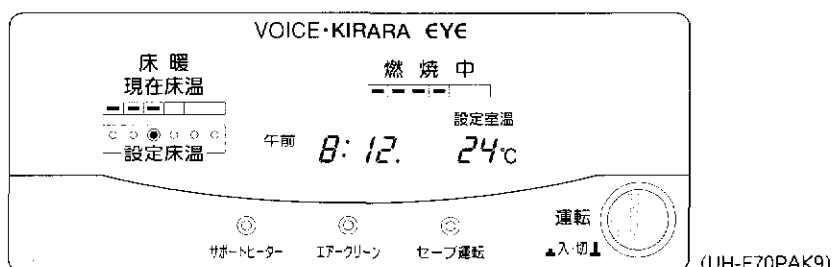 VOICE・KIRARA EYE
床暖
現在床温
設定床温
燃焼中
設定室温
午前 8:12. 24℃
サポートヒーター エアークリーン セーブ運転
運転
▲入・切▲
(UH-F70PAK9)